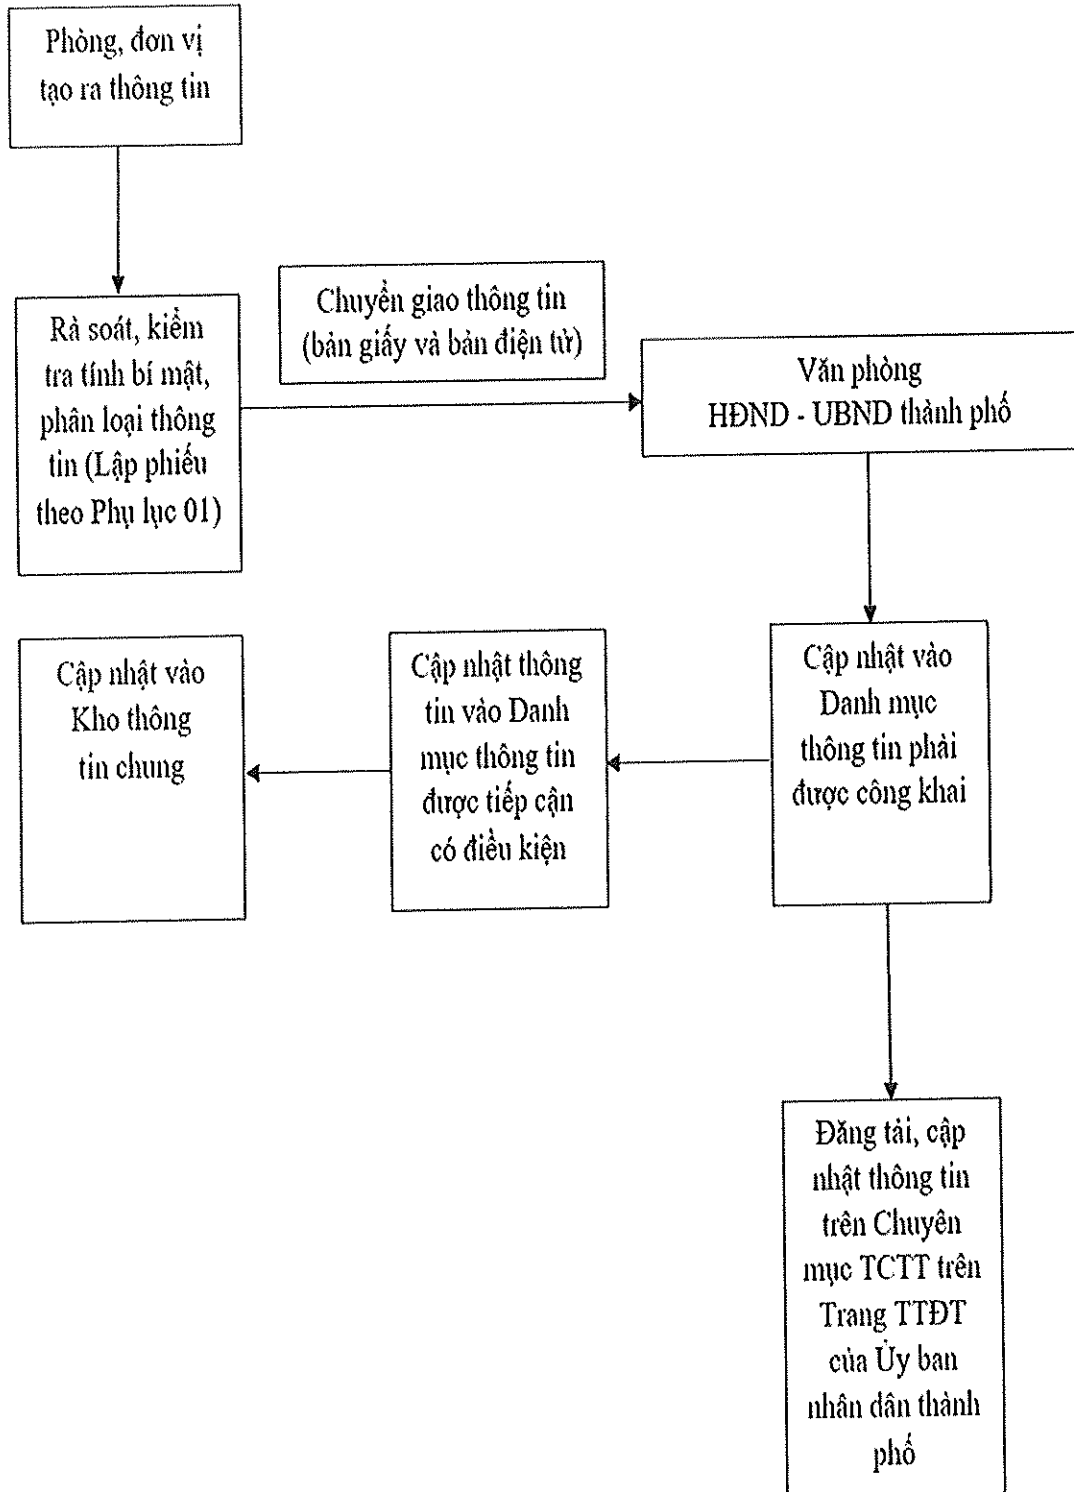 Phòng, đơn vị
tạo ra thông tin
Chuyển giao thông tin
(bản giấy và bản điện tử)
Rà soát, kiểm
tra tính bí mật,
phân loại thông
tin (Lập phiếu
theo Phụ lục 01)
Văn phòng
HĐND - UBND thành phố
Cập nhật vào
Danh mục
thông tin phải
được công khai
Cập nhật thông
tin vào Danh
mục thông tin
được tiếp cận
có điều kiện
Cập nhật vào
Kho thông
tin chung
Đăng tải, cập
nhật thông tin
trên Chuyên
mục TCTT trên
Trang TTĐT
của Ủy ban
nhân dân thành
phố